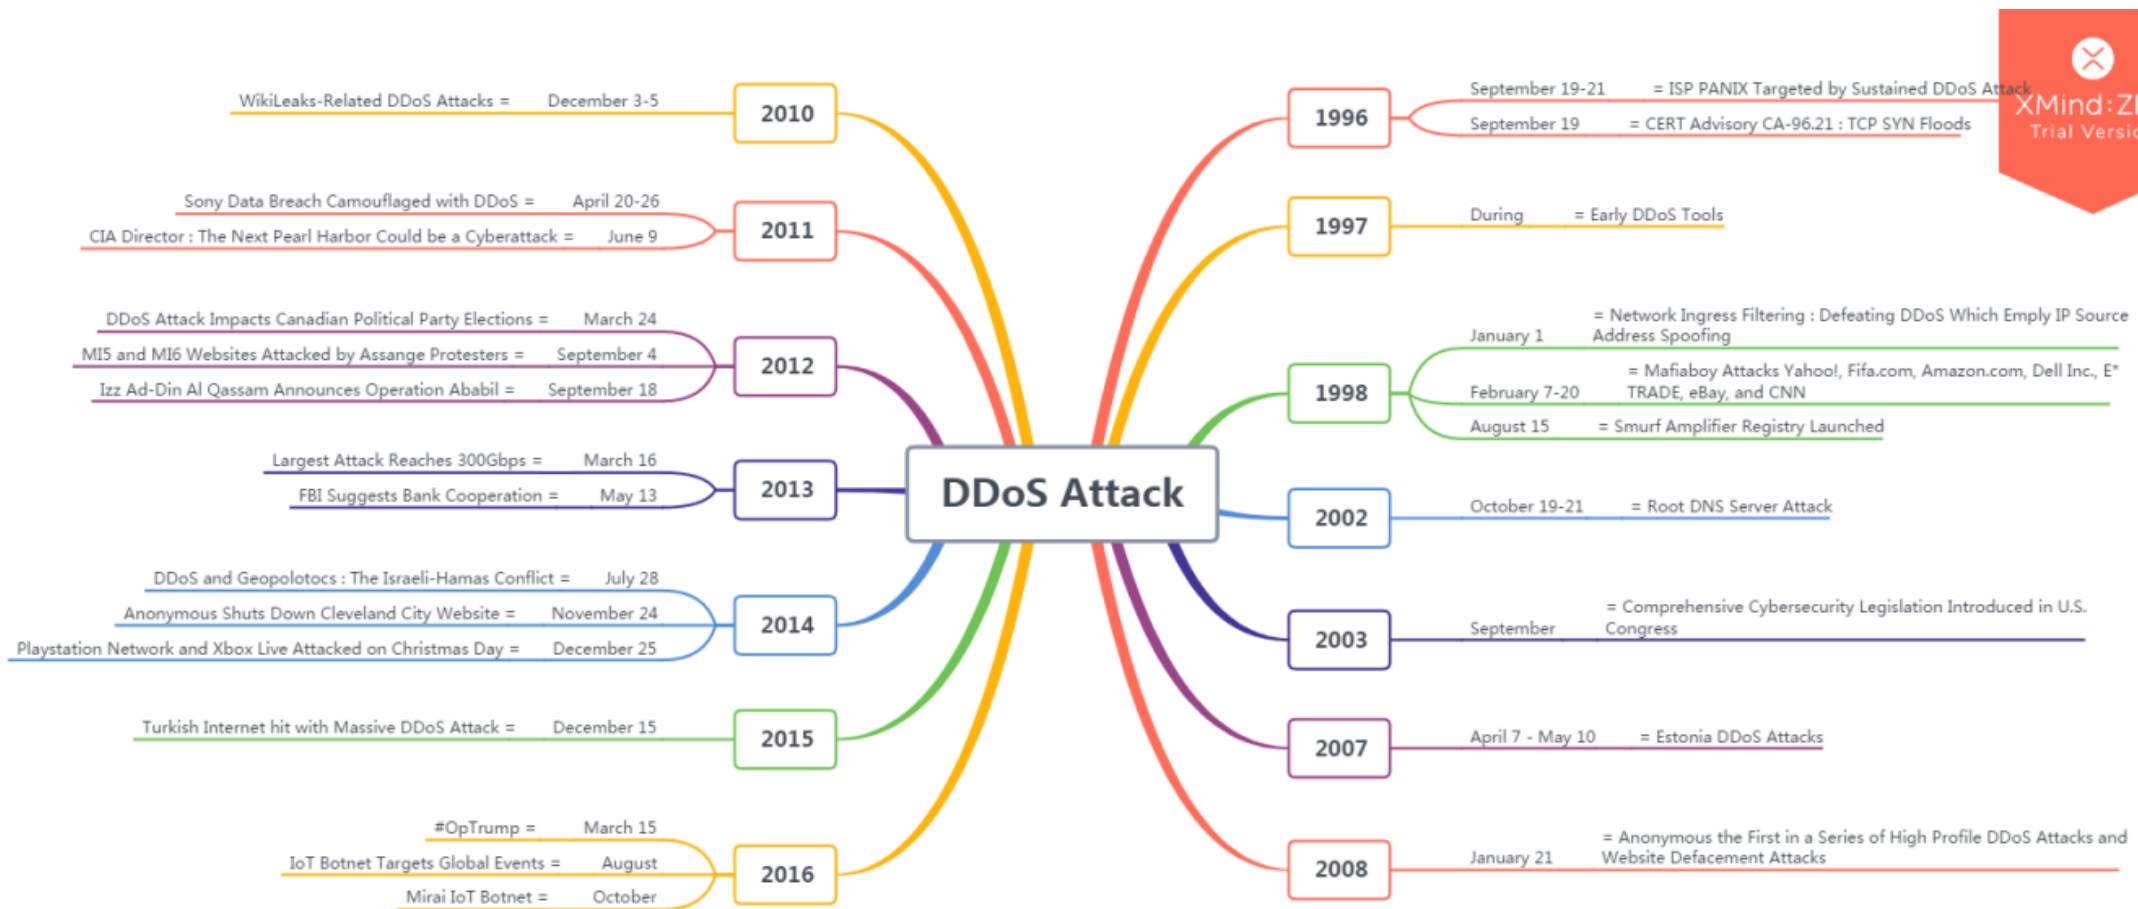 DDoS Attack
1996
September 19-21 = ISP PANIX Targeted by Sustained DDoS Attack
September 19 = CERT Advisory CA-96.21 : TCP SYN Floods
1997
During = Early DDoS Tools
1998
January 1 = Network Ingress Filtering : Defeating DDoS Which Emply IP Source
Address Spoofing
February 7-20 = Mafiaboy Attacks Yahoo!, Fifa.com, Amazon.com, Dell Inc., E*
TRADE, eBay, and CNN
August 15 = Smurf Amplifier Registry Launched
2002
October 19-21 = Root DNS Server Attack
2003
September = Comprehensive Cybersecurity Legislation Introduced in U.S.
Congress
2007
April 7 - May 10 = Estonia DDoS Attacks
2008
January 21 = Anonymous the First in a Series of High Profile DDoS Attacks and
Website Defacement Attacks
2010
WikiLeaks-Related DDoS Attacks = December 3-5
2011
Sony Data Breach Camouflaged with DDoS = April 20-26
CIA Director : The Next Pearl Harbor Could be a Cyberattack = June 9
2012
DDoS Attack Impacts Canadian Political Party Elections = March 24
MI5 and MI6 Websites Attacked by Assange Protesters = September 4
Izz Ad-Din Al Qassam Announces Operation Ababil = September 18
2013
Largest Attack Reaches 300Gbps = March 16
FBI Suggests Bank Cooperation = May 13
2014
DDoS and Geopolotocs : The Israeli-Hamas Conflict = July 28
Anonymous Shuts Down Cleveland City Website = November 24
Playstation Network and Xbox Live Attacked on Christmas Day = December 25
2015
Turkish Internet hit with Massive DDoS Attack = December 15
2016
#OpTrump = March 15
IoT Botnet Targets Global Events = August
Mirai IoT Botnet = October
XMind:
Trial